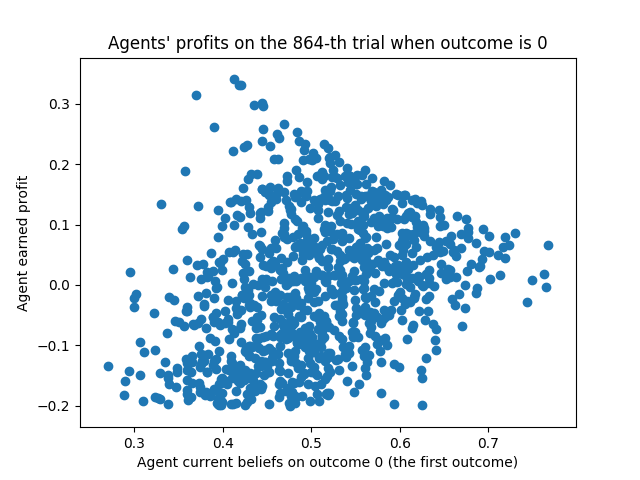 Agents' profits on the 864-th trial when outcome is 0
Agent earned profit
0.3
0.2
0.1
0.0
−0.1
−0.2
0.3 0.4 0.5 0.6 0.7
Agent current beliefs on outcome 0 (the first outcome)